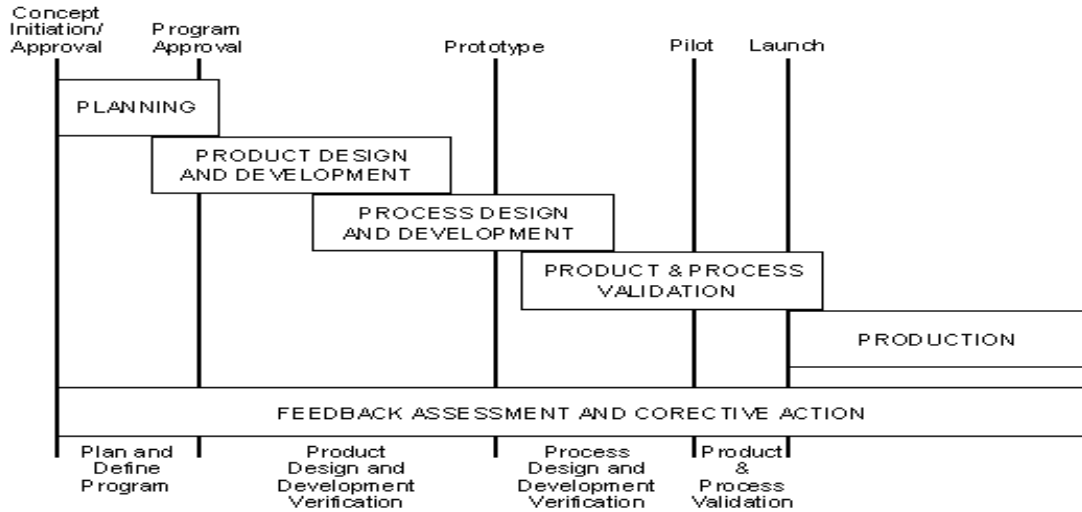 Concept
Initiation/
Approval
Program
Approval
Prototype
Pilot
Launch
PLANNING
PRODUCT DESIGN
AND DEVELOPMENT
PROCESS DESIGN
AND DEVELOPMENT
PRODUCT & PROCESS
VALIDATION
PRODUCTION
FEEDBACK ASSESSMENT AND CORECTIVE ACTION
Plan and
Define
Program
Product
Design and
Development
Verification
Process
Design and
Development
Verification
Product
&
Process
Validation